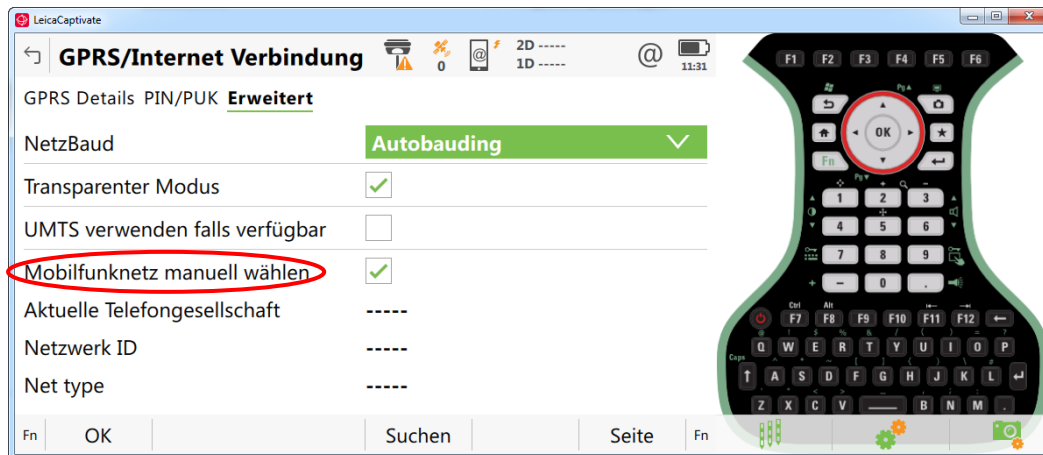 LeicaCaptivate
GPRS/Internet Verbindung
0
@
2D -----
1D -----
@
11:31
GPRS Details PIN/PUK Erweitert
NetzBaud Autobauding
Transparenter Modus
UMTS verwenden falls verfügbar
Mobilfunknetz manuell wählen
Aktuelle Telefongesellschaft -----
Netzwerk ID -----
Net type -----
Fn OK Suchen Seite Fn
F1 F2 F3 F4 F5 F6
Pg
OK
Fn
Pg
1 2 3
4 5 6
7 8 9
+ - 0 .
Ctrl Alt
F7 F8 F9 F10 F11 F12
@ ! $ % & / ( ) = ?
Q W E R T Y U I O P
Caps
A S D F G H J K L
Z X C V B N M .